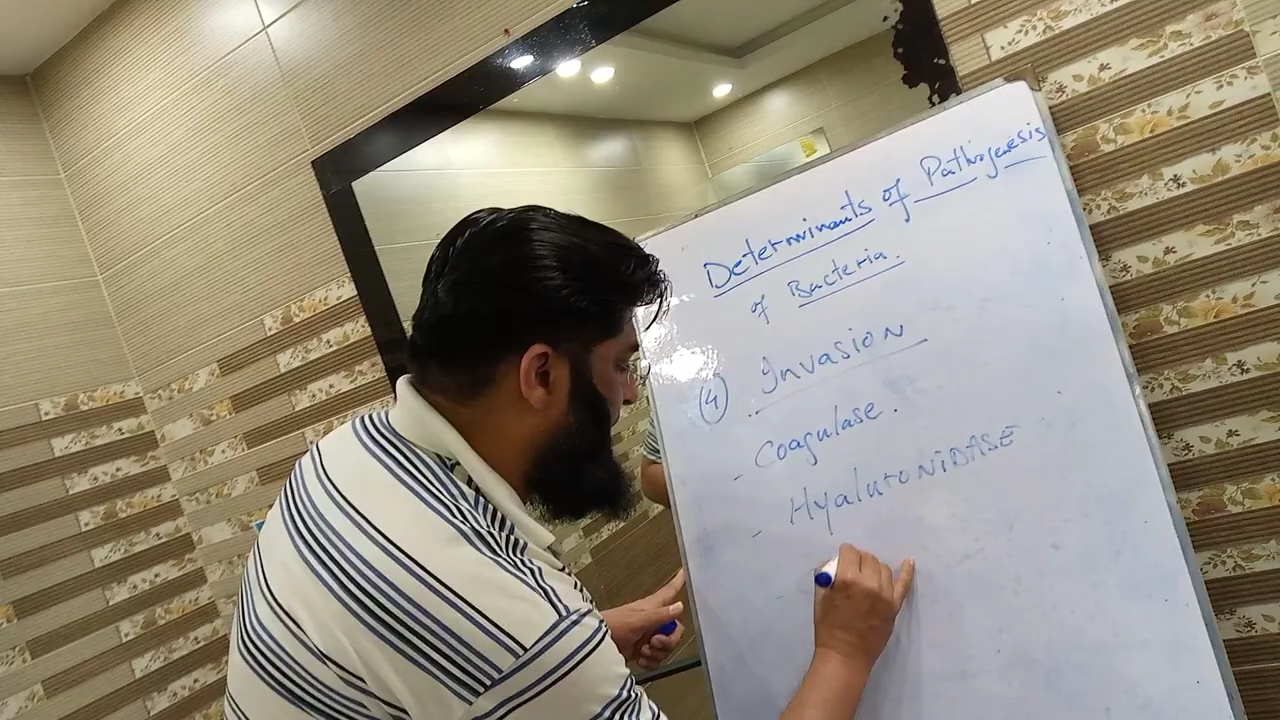 Determinants of Pathogenesis
of Bacteria.
(4) Invasion
- Coagulase.
- HyaluroNiDASE